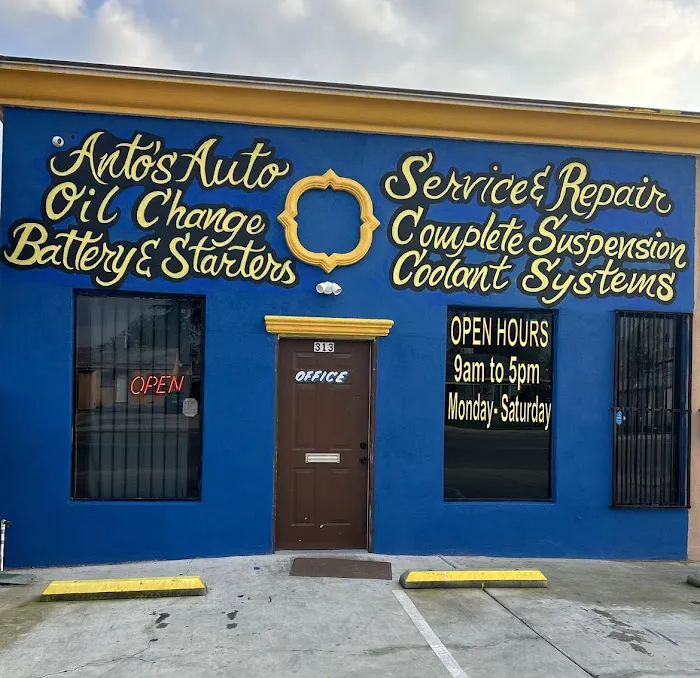 Anto's Auto
Oil Change
Battery & Starters
Service & Repair
Complete Suspension
Coolant Systems
OPEN
313
OFFICE
OPEN HOURS
9am to 5pm
Monday- Saturday